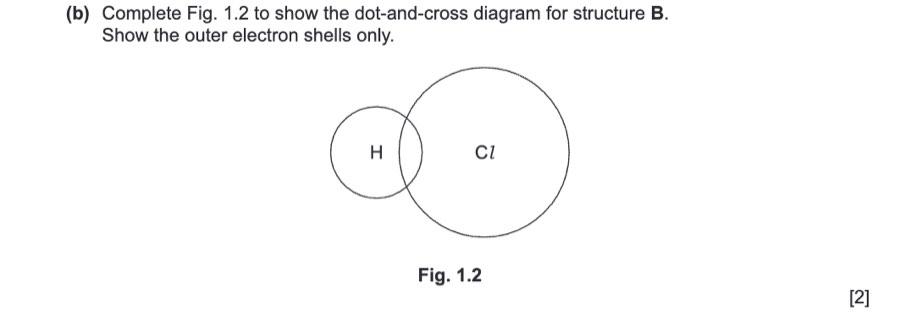 (b) Complete Fig. 1.2 to show the dot-and-cross diagram for structure B.
Show the outer electron shells only.
H
Cl
Fig. 1.2
[2]